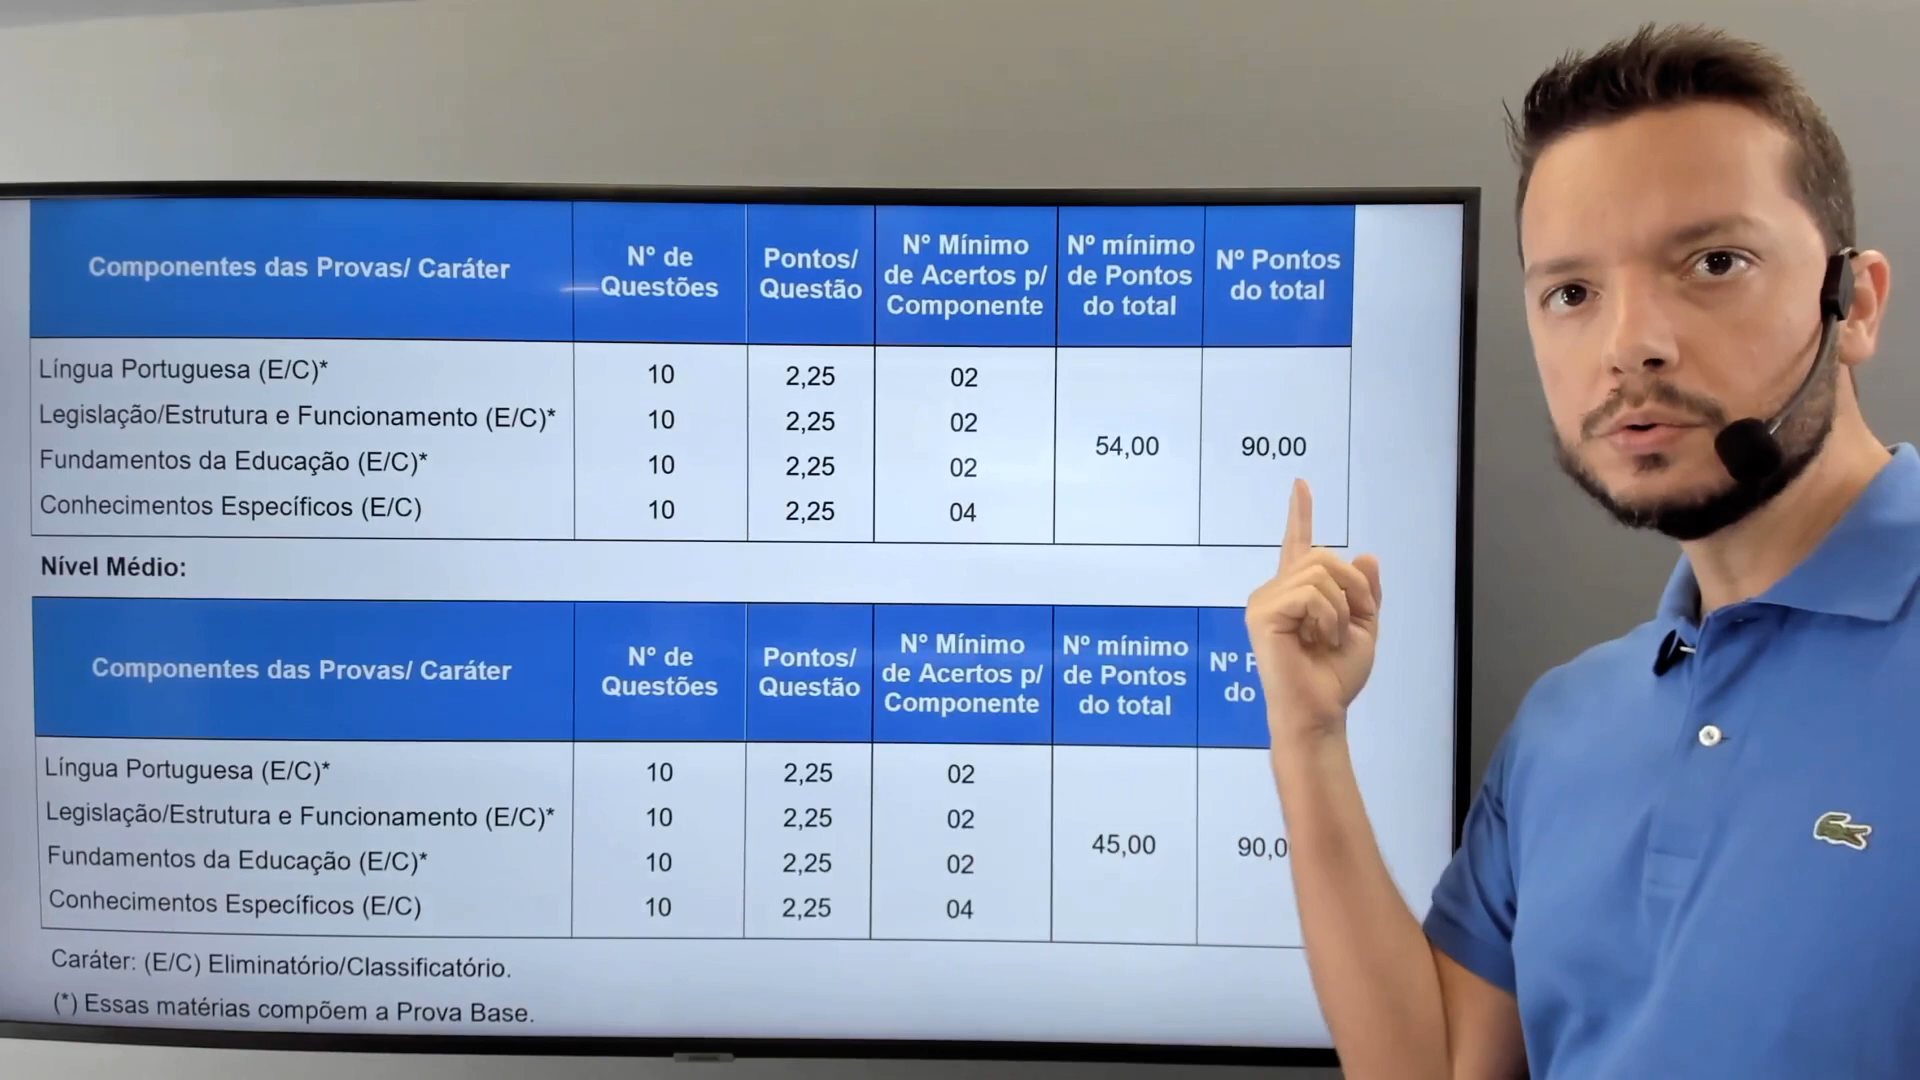 Componentes das Provas/ Caráter
Nº de
Questões
Pontos/
Questão
N° Mínimo
de Acertos p/
Componente
Nº mínimo
de Pontos
do total
Nº Pontos
do total
Língua Portuguesa (E/C)* 10 2,25 02
Legislação/Estrutura e Funcionamento (E/C)* 10 2,25 02
54,00 90,00
Fundamentos da Educação (E/C)* 10 2,25 02
Conhecimentos Específicos (E/C) 10 2,25 04
Nível Médio:
Componentes das Provas/ Caráter
Nº de
Questões
Pontos/
Questão
N° Mínimo
de Acertos p/
Componente
Nº mínimo
de Pontos
do total
Nº
do
Língua Portuguesa (E/C)* 10 2,25 02
Legislação/Estrutura e Funcionamento (E/C)* 10 2,25 02
45,00
Fundamentos da Educação (E/C)* 10 2,25 02
Conhecimentos Específicos (E/C) 10 2,25 04
Caráter: (E/C) Eliminatório/Classificatório.
(*) Essas matérias compõem a Prova Base.